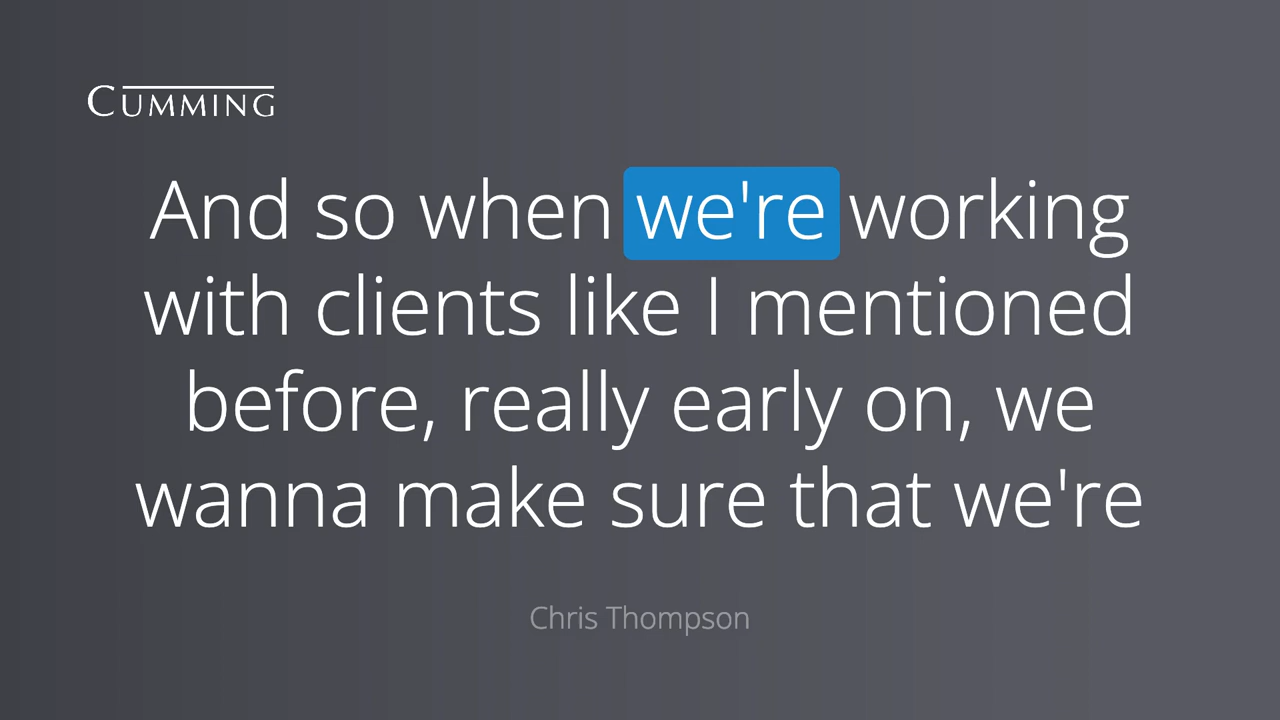 CUMMING
And so when we're working
with clients like I mentioned
before, really early on, we
wanna make sure that we're
Chris Thompson